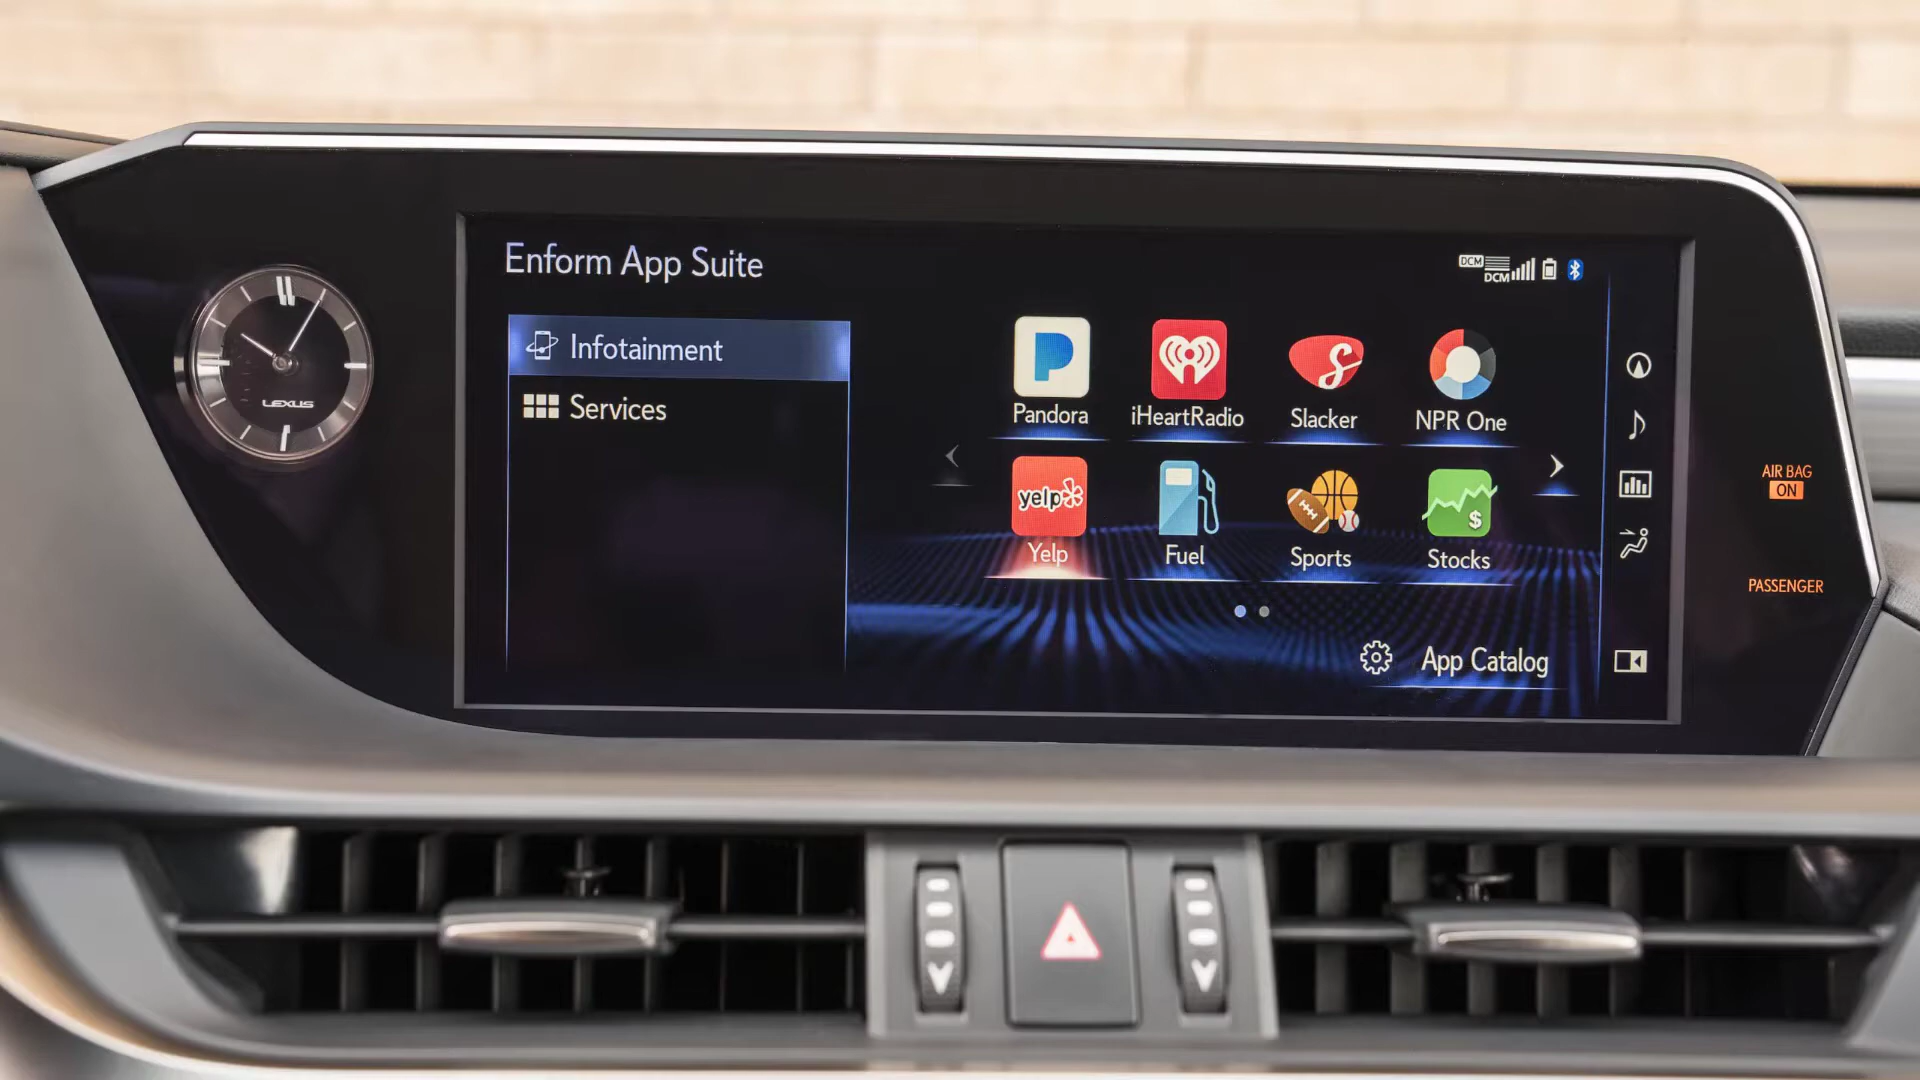 Enform App Suite
DCM
DCM
Infotainment
Services
Pandora
iHeartRadio
Slacker
NPR One
yelp
Yelp
Fuel
Sports
$
Stocks
App Catalog
LEXUS
AIR BAG
ON
PASSENGER